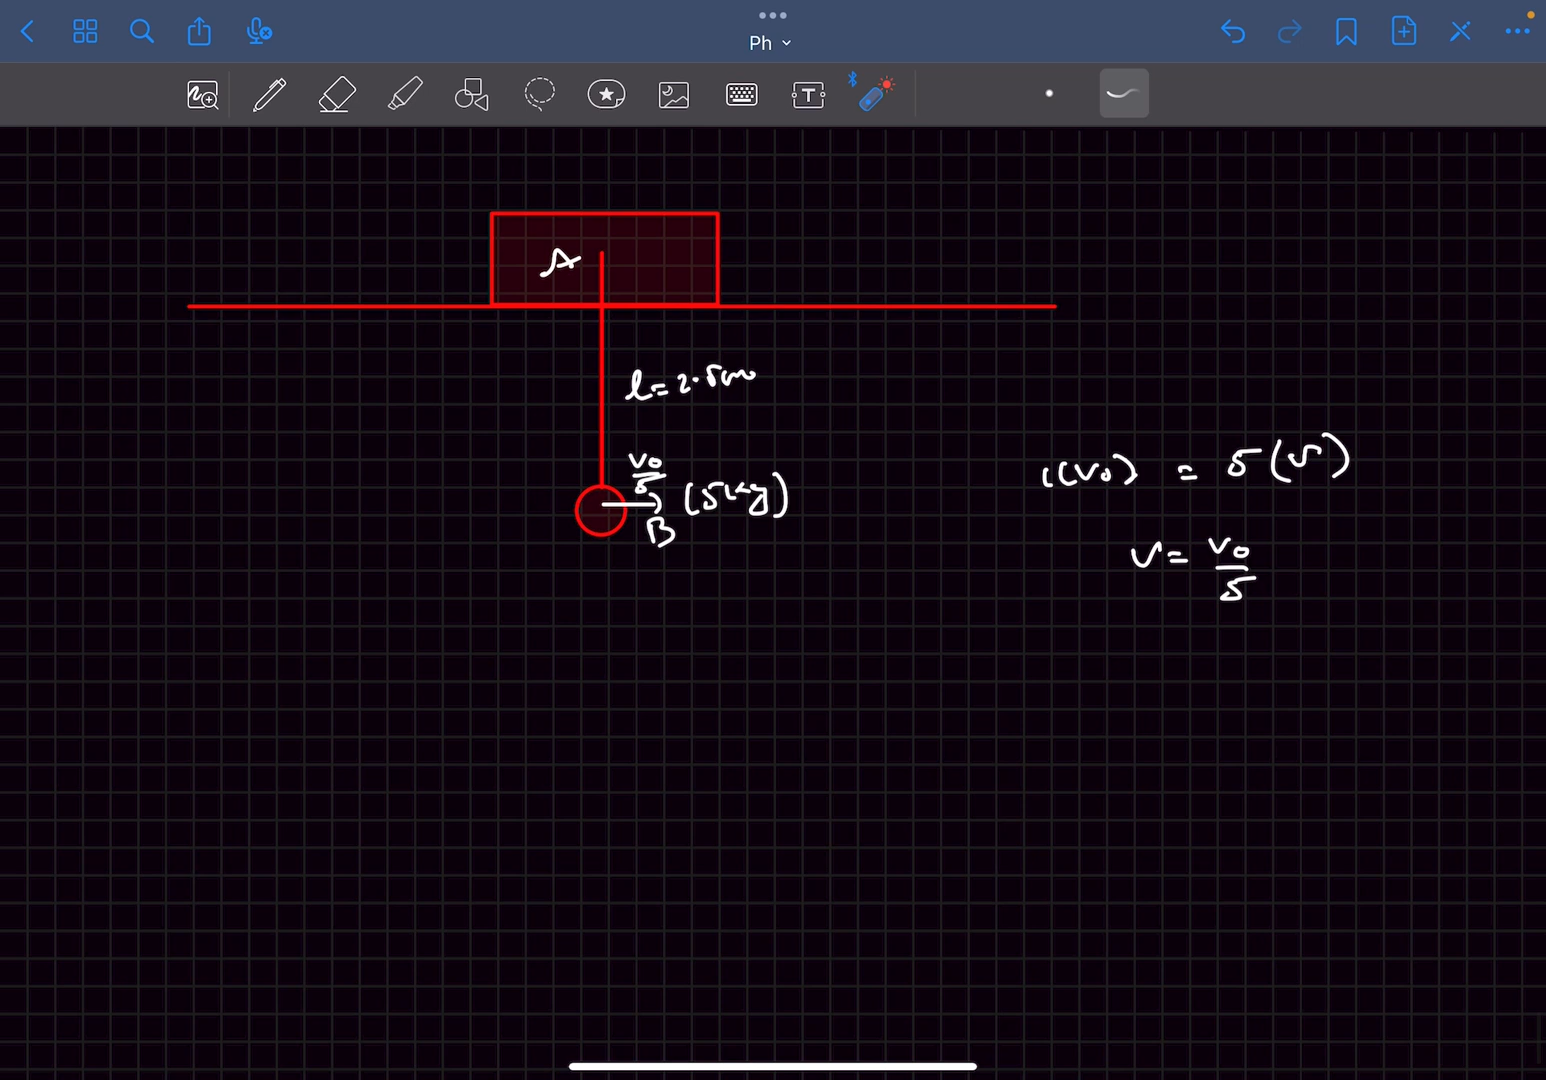 Ph
T
A
l = 2.5m
v₀/5
(5kg)
B
1(v₀) = 5(v)
v = v₀/5